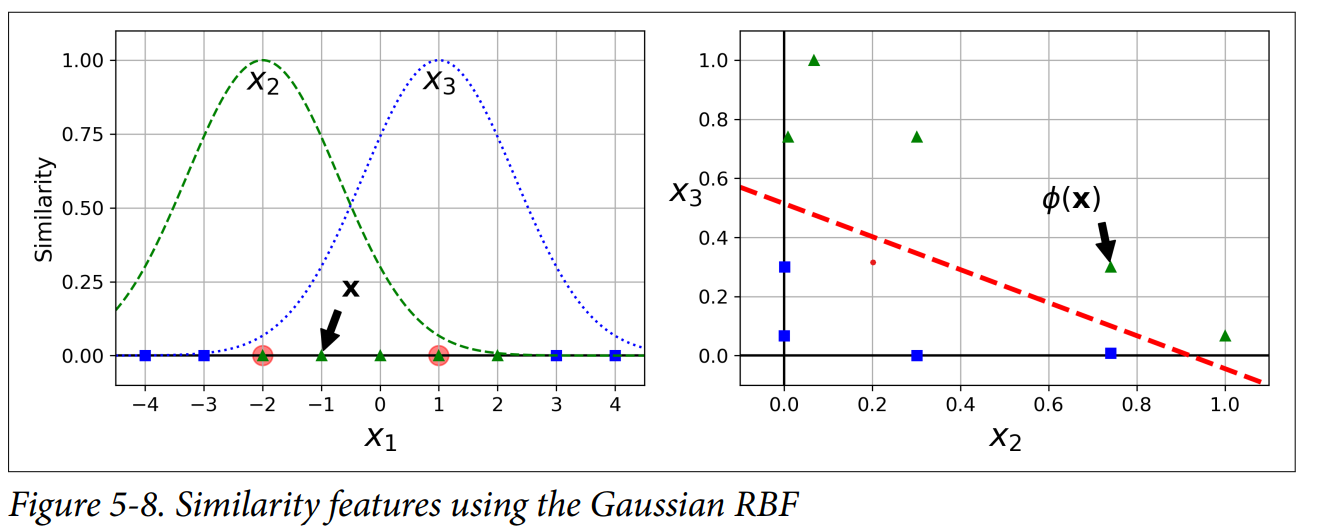 1.00
0.75
0.50
0.25
0.00
Similarity
x₂
x₃
x
−4 −3 −2 −1 0 1 2 3 4
x₁
1.0
0.8
0.6
0.4
0.2
0.0
x₃
ϕ(x)
0.0 0.2 0.4 0.6 0.8 1.0
x₂
Figure 5-8. Similarity features using the Gaussian RBF